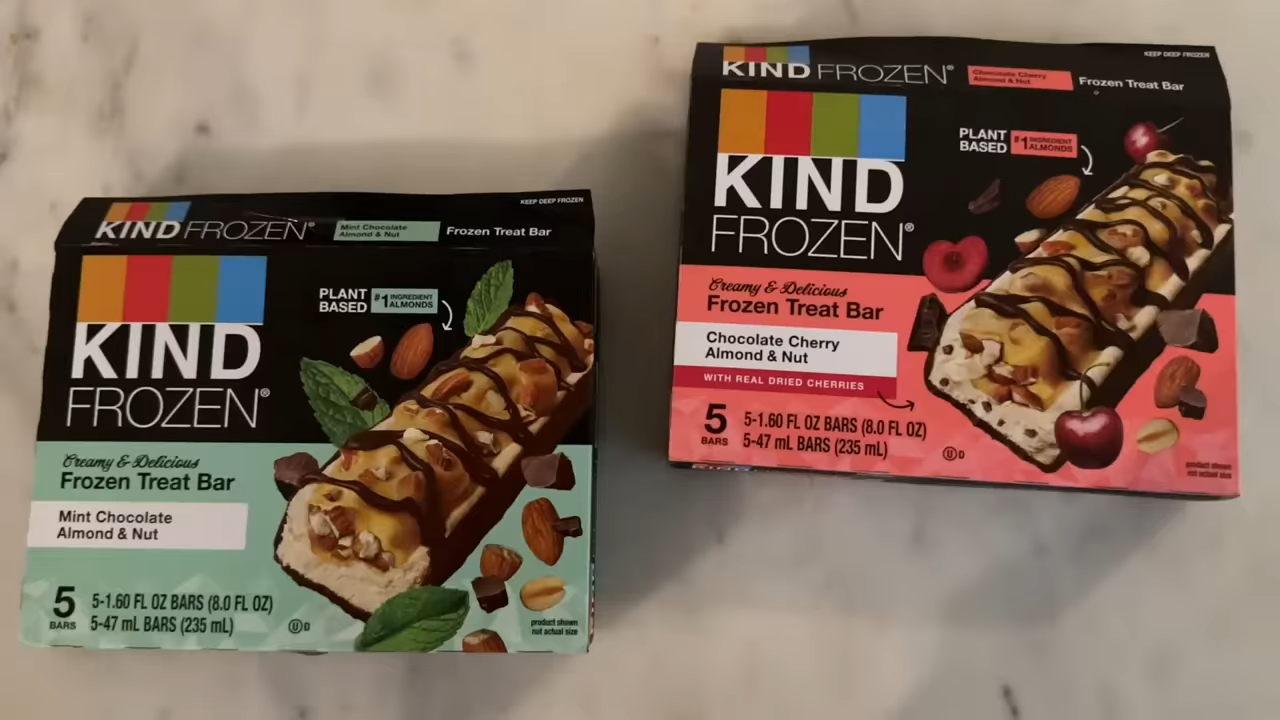 KIND FROZEN®
Mint Chocolate
Almond & Nut
Frozen Treat Bar
KEEP DEEP FROZEN
KIND
FROZEN®
PLANT
BASED
#1 INGREDIENT
ALMONDS
Creamy & Delicious
Frozen Treat Bar
Mint Chocolate
Almond & Nut
5
BARS
5-1.60 FL OZ BARS (8.0 FL OZ)
5-47 mL BARS (235 mL)
U D
product shown
not actual size
KIND FROZEN®
Chocolate Cherry
Almond & Nut
Frozen Treat Bar
KEEP DEEP FROZEN
KIND
FROZEN®
PLANT
BASED
#1 INGREDIENT
ALMONDS
Creamy & Delicious
Frozen Treat Bar
Chocolate Cherry
Almond & Nut
WITH REAL DRIED CHERRIES
5
BARS
5-1.60 FL OZ BARS (8.0 FL OZ)
5-47 mL BARS (235 mL)
U D
product shown
not actual size